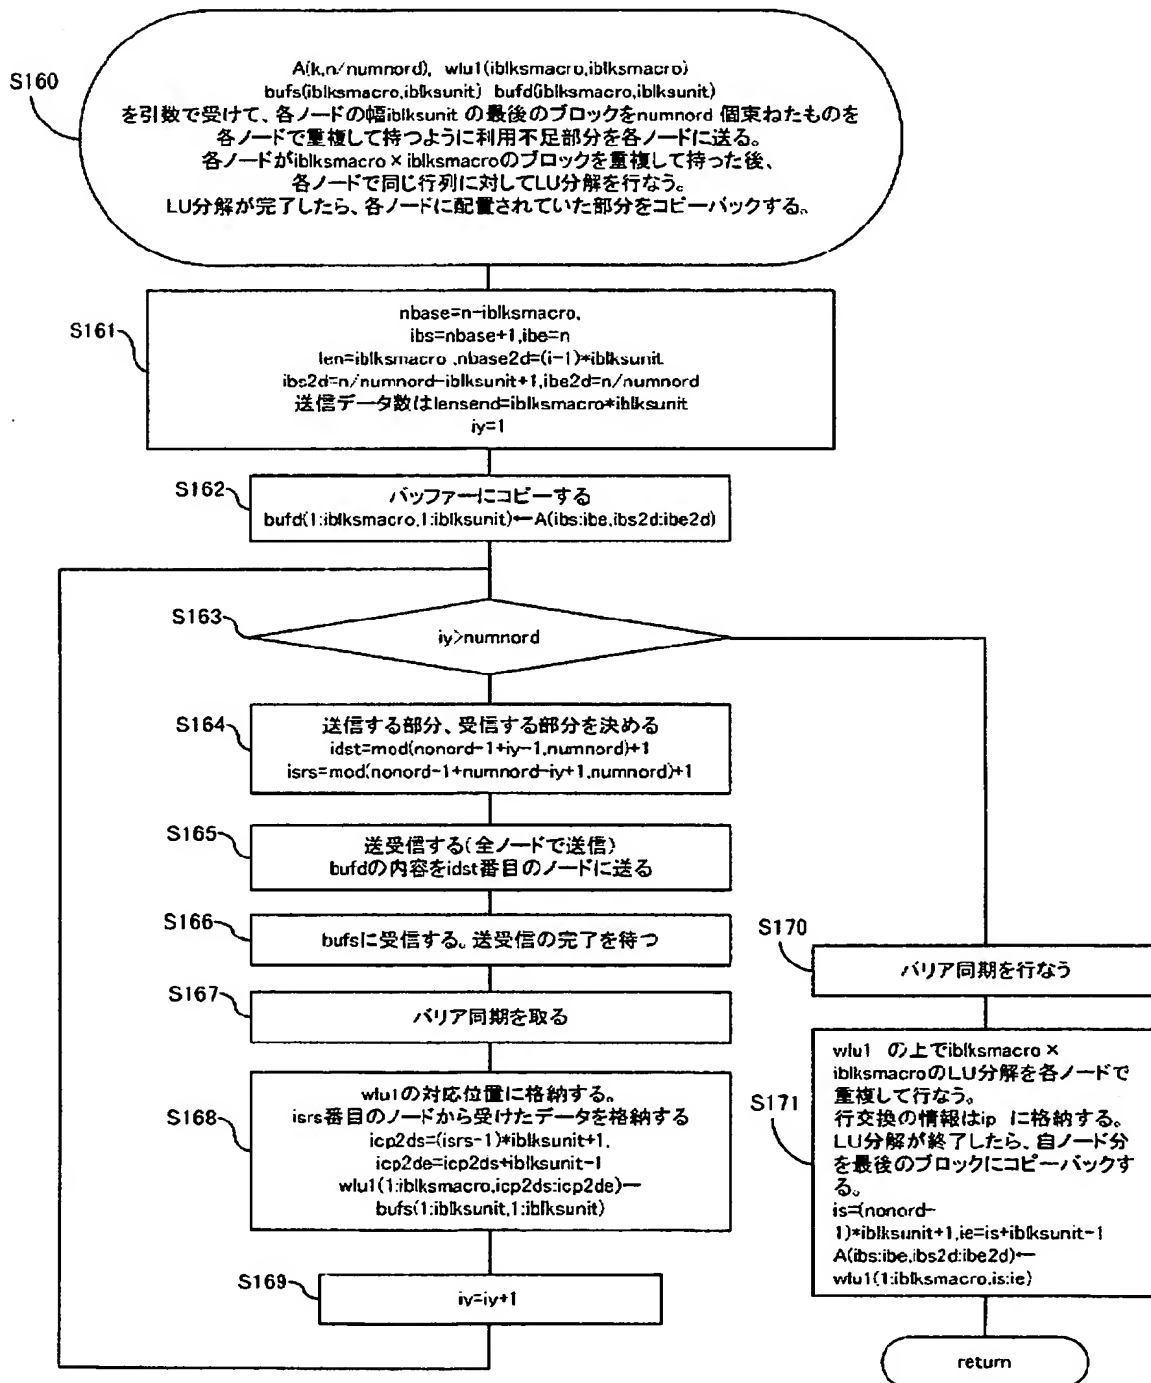 S160
A(k,n/numnord), wlu1(iblksmacro,iblksmacro)
bufs(iblksmacro,iblksunit) bufd(iblksmacro,iblksunit)
を引数で受けて、各ノードの幅iblksunit の最後のブロックをnumnord 個束ねたものを
各ノードで重複して持つように利用不足部分を各ノードに送る。
各ノードがiblksmacro×iblksmacroのブロックを重複して持った後、
各ノードで同じ行列に対してLU分解を行なう。
LU分解が完了したら、各ノードに配置されていた部分をコピーバックする。
S161
nbase=n-iblksmacro,
ibs=nbase+1,ibe=n
len=iblksmacro ,nbase2d=(i-1)*iblksunit
ibs2d=n/numnord-iblksunit+1,ibe2d=n/numnord
送信データ数はlensend=iblksmacro*iblksunit
iy=1
S162
バッファーにコピーする
bufd(1:iblksmacro,1:iblksunit)←A(ibs:ibe,ibs2d:ibe2d)
S163
iy>numnord
S164
送信する部分、受信する部分を決める
idst=mod(nonord-1+iy-1,numnord)+1
isrs=mod(nonord-1+numnord-iy+1,numnord)+1
S165
送受信する(全ノードで送信)
bufdの内容をidst番目のノードに送る
S166
bufsに受信する。送受信の完了を待つ
S167
バリア同期を取る
S168
wlu1の対応位置に格納する。
isrs番目のノードから受けたデータを格納する
icp2ds=(isrs-1)*iblksunit+1,
icp2de=icp2ds+iblksunit-1
wlu1(1:iblksmacro,icp2ds:icp2de)←
bufs(1:iblksunit,1:iblksunit)
S169
iy=iy+1
S170
バリア同期を行なう
S171
wlu1 の上でiblksmacro×
iblksmacroのLU分解を各ノードで
重複して行なう。
行交換の情報はip に格納する。
LU分解が終了したら、自ノード分
を最後のブロックにコピーバックす
る。
is=(nonord-
1)*iblksunit+1,ie=is+iblksunit-1
A(ibs:ibe,ibs2d:ibe2d)←
wlu1(1:iblksmacro,is:ie)
return